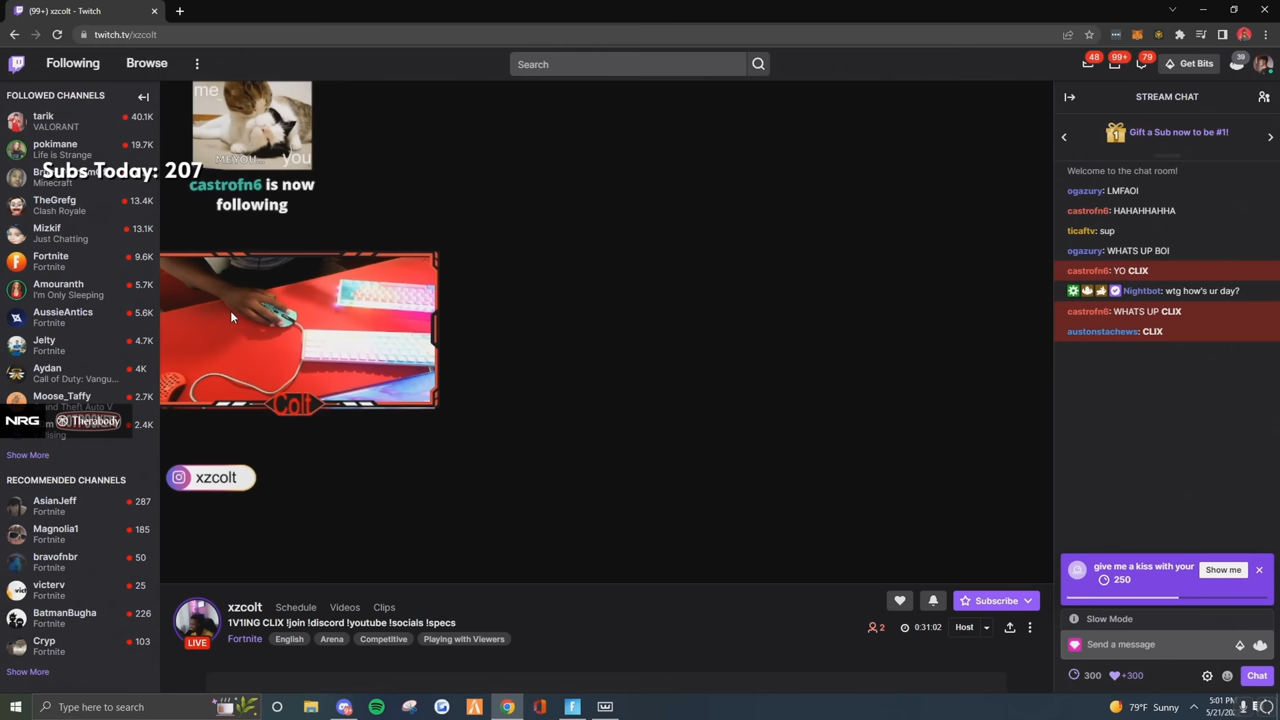 (99+) xzcolt - Twitch
twitch.tv/xzcolt
Following
Browse
Search
48
99+
79
Get Bits
39
FOLLOWED CHANNELS
tarik
40.1K
VALORANT
pokimane
19.7K
Life is Strange
Subs Today: 207
Minecraft
TheGrefg
13.4K
Clash Royale
Mizkif
13.1K
Just Chatting
Fortnite
9.6K
Fortnite
Amouranth
5.7K
I'm Only Sleeping
AussieAntics
5.6K
Fortnite
Jelty
4.7K
Fortnite
Aydan
4K
Call of Duty: Vangu...
Moose_Taffy
2.7K
Theft Auto V
NRG
Therabody
2.4K
Show More
RECOMMENDED CHANNELS
AsianJeff
287
Fortnite
Magnolia1
185
Fortnite
bravofnbr
50
Fortnite
victerv
25
Fortnite
BatmanBugha
226
Fortnite
Cryp
103
Fortnite
Show More
me
MEYOU...
you
castrofn6 is now
following
Colt
xzcolt
LIVE
xzcolt
Schedule
Videos
Clips
1V1ING CLIX !join !discord !youtube !socials !specs
Fortnite
English
Arena
Competitive
Playing with Viewers
Subscribe
2
0:31:02
Host
STREAM CHAT
1
Gift a Sub now to be #1!
Welcome to the chat room!
ogazury: LMFAOI
castrofn6: HAHAHHAHHA
ticaftv: sup
ogazury: WHATS UP BOI
castrofn6: YO CLIX
Nightbot: wtg how's ur day?
castrofn6: WHATS UP CLIX
austonstachews: CLIX
give me a kiss with your
250
Show me
Slow Mode
Send a message
300
+300
Chat
Type here to search
79°F Sunny
5:01 PM